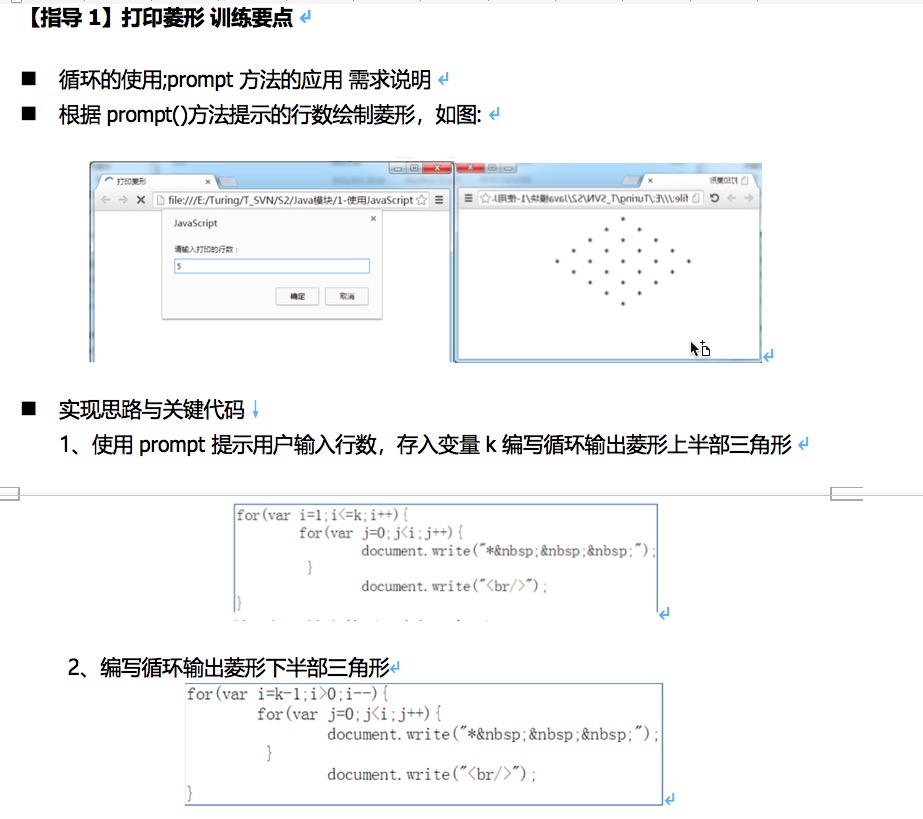 【指导 1】打印菱形 训练要点
■ 循环的使用;prompt 方法的应用 需求说明
■ 根据 prompt()方法提示的行数绘制菱形，如图:
打印菱形
file:///E:/Turing/T_SVN/S2/Java模块/1-使用JavaScript
JavaScript
请输入打印的行数：
5
确定 取消
打印菱形
file:///E:/Turing/T_SVN/S2/Java模块/1-使用J
■ 实现思路与关键代码
1、使用 prompt 提示用户输入行数，存入变量 k 编写循环输出菱形上半部三角形
for(var i=1;i<=k;i++){
for(var j=0;j<i;j++){
document.write("*&nbsp;&nbsp;&nbsp;");
}
document.write("<br/>");
}
2、编写循环输出菱形下半部三角形
for(var i=k-1;i>0;i--){
for(var j=0;j<i;j++){
document.write("*&nbsp;&nbsp;&nbsp;");
}
document.write("<br/>");
}